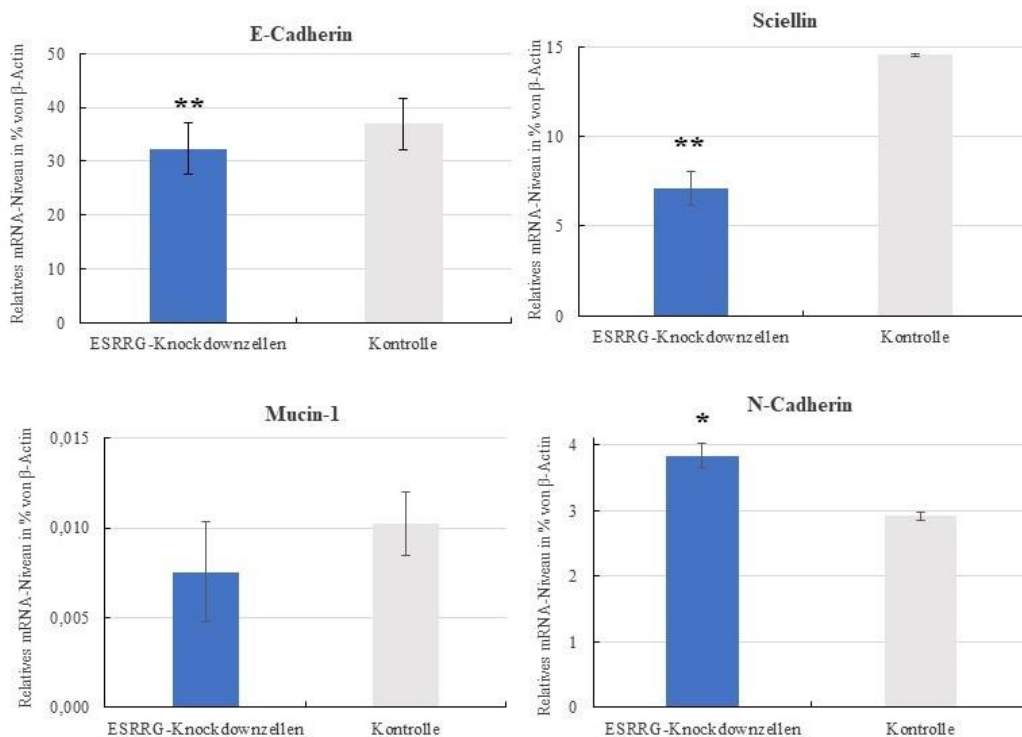 E-Cadherin
Relatives mRNA-Niveau in % von β-Actin
50
40
30
20
10
0
**
ESRRG-Knockdownzellen
Kontrolle
Sciellin
Relatives mRNA-Niveau in % von β-Actin
15
10
5
0
**
ESRRG-Knockdownzellen
Kontrolle
Mucin-1
Relatives mRNA-Niveau in % von β-Actin
0,015
0,010
0,005
0,000
ESRRG-Knockdownzellen
Kontrolle
N-Cadherin
Relatives mRNA-Niveau in % von β-Actin
4
3
2
1
0
*
ESRRG-Knockdownzellen
Kontrolle